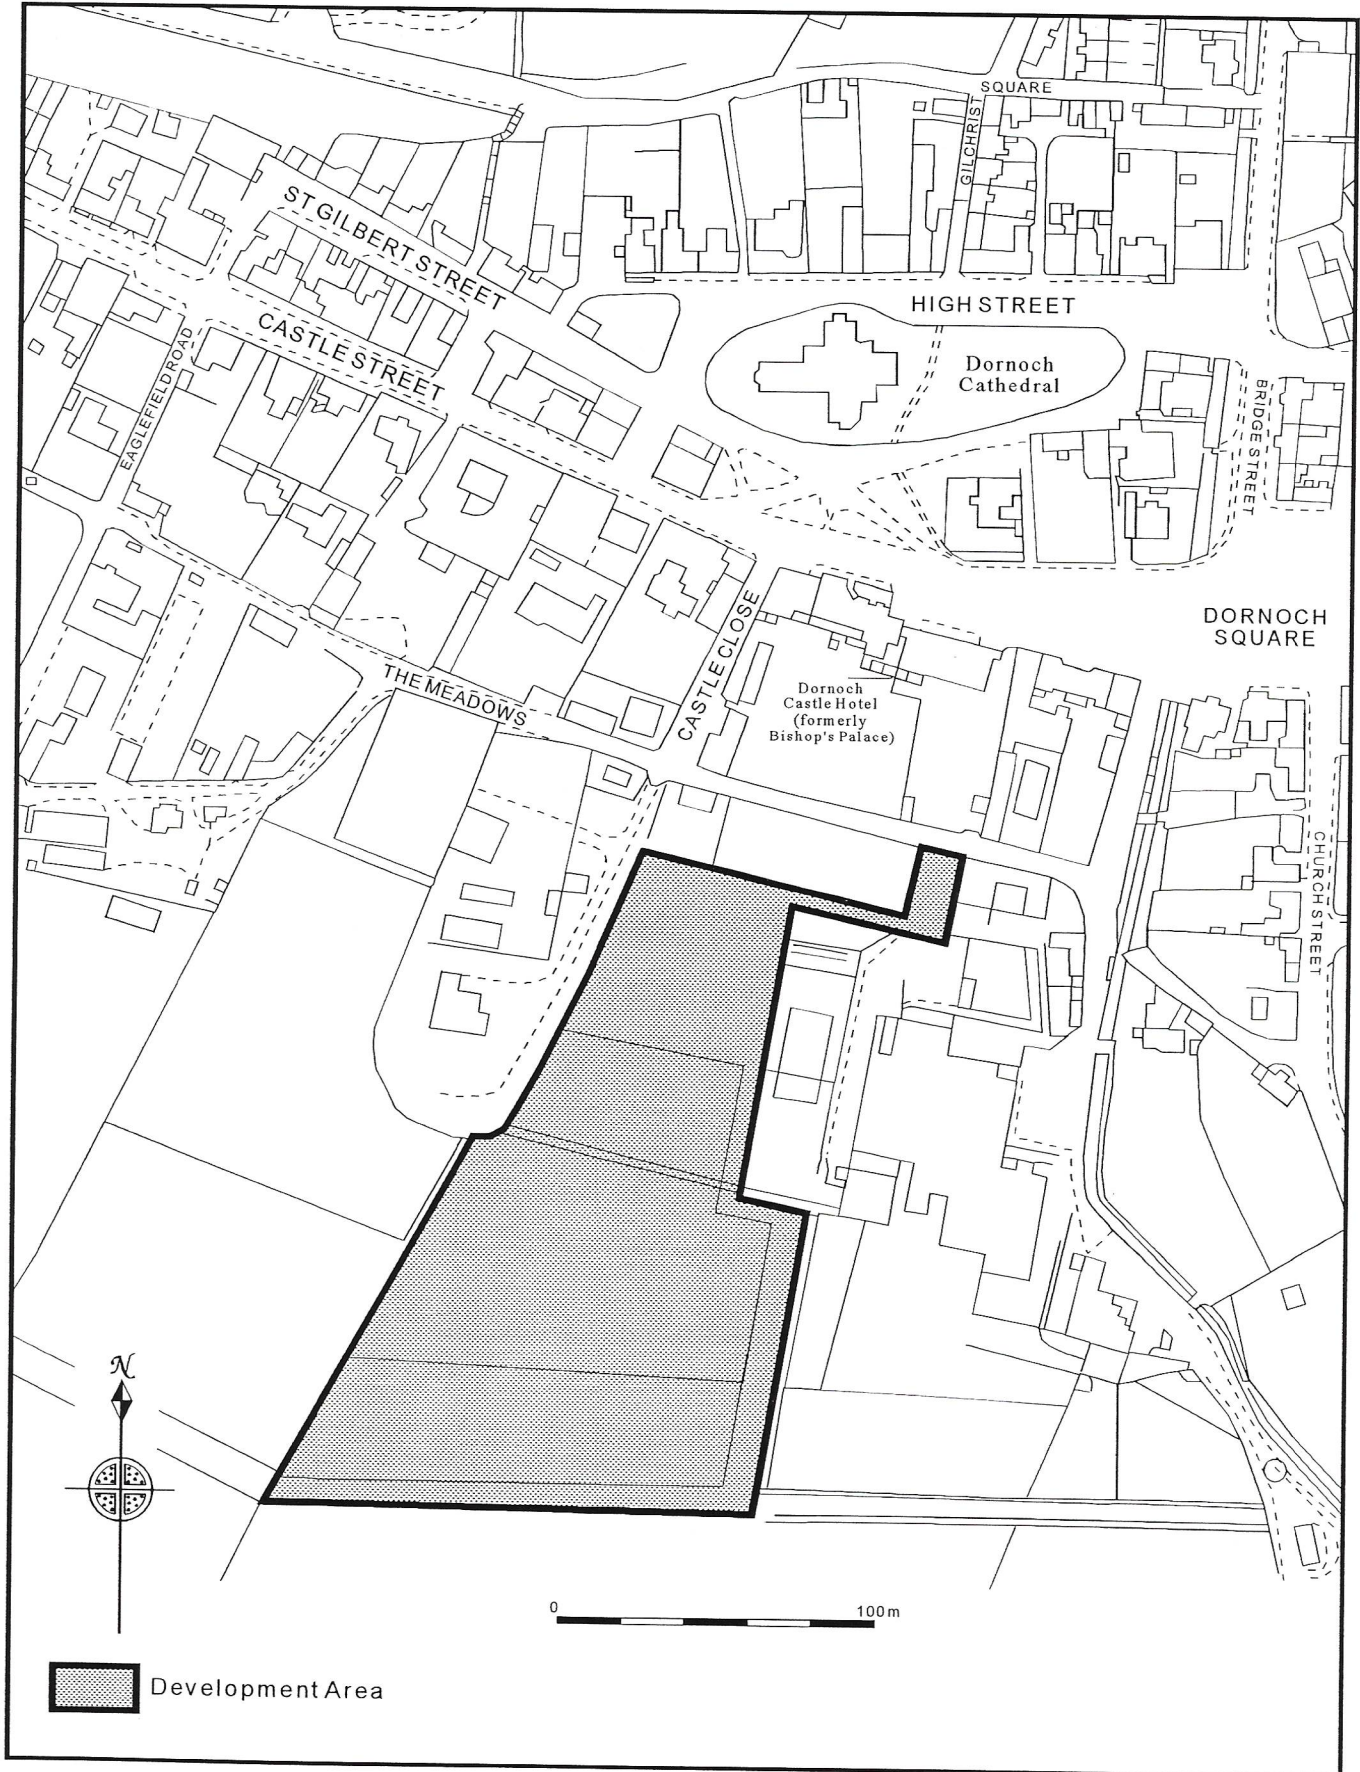 SQUARE
GILCHRIST
ST GILBERT STREET
HIGH STREET
CASTLE STREET
EAGLEFIELD ROAD
Dornoch
Cathedral
BRIDGE STREET
DORNOCH
SQUARE
CASTLE CLOSE
THE MEADOWS
Dornoch
Castle Hotel
(formerly
Bishop's Palace)
CHURCH STREET
N
0 100m
Development Area